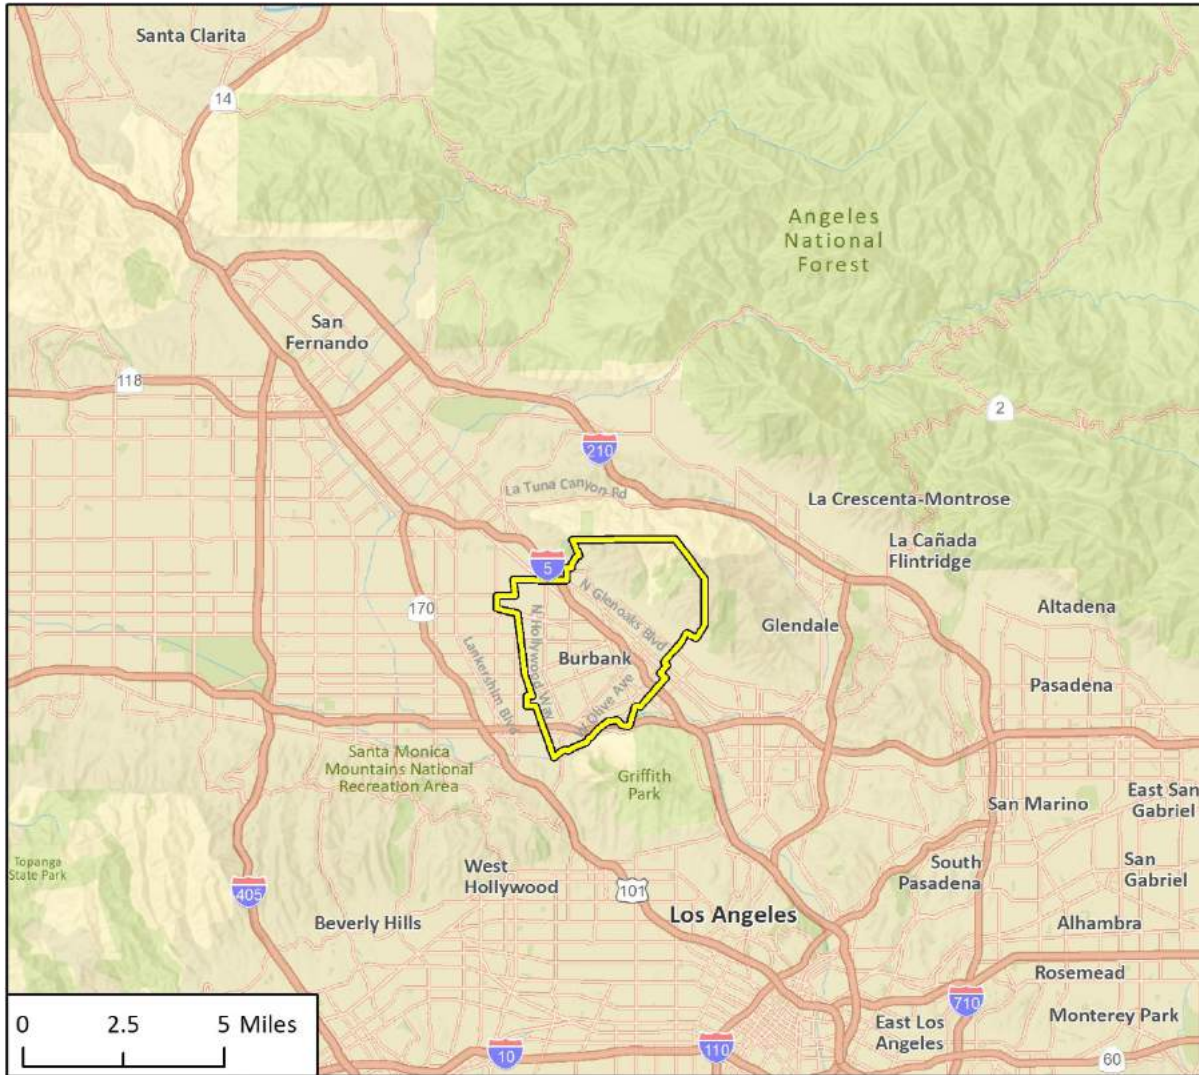 Santa Clarita
14
Angeles
National
Forest
San
Fernando
118
2
210
La Tuna Canyon Rd
La Crescenta-Montrose
La Cañada
Flintridge
5
N Glenoaks Blvd
170
N Hollywood Way
Altadena
Glendale
Lankershim Blvd
Burbank
Pasadena
W Olive Ave
Santa Monica
Mountains National
Recreation Area
Griffith
Park
East San
Gabriel
San Marino
Topanga
State Park
West
Hollywood
South
Pasadena
San
Gabriel
405
101
Beverly Hills
Los Angeles
Alhambra
Rosemead
710
Monterey Park
East Los
Angeles
0 2.5 5 Miles
10
110
60